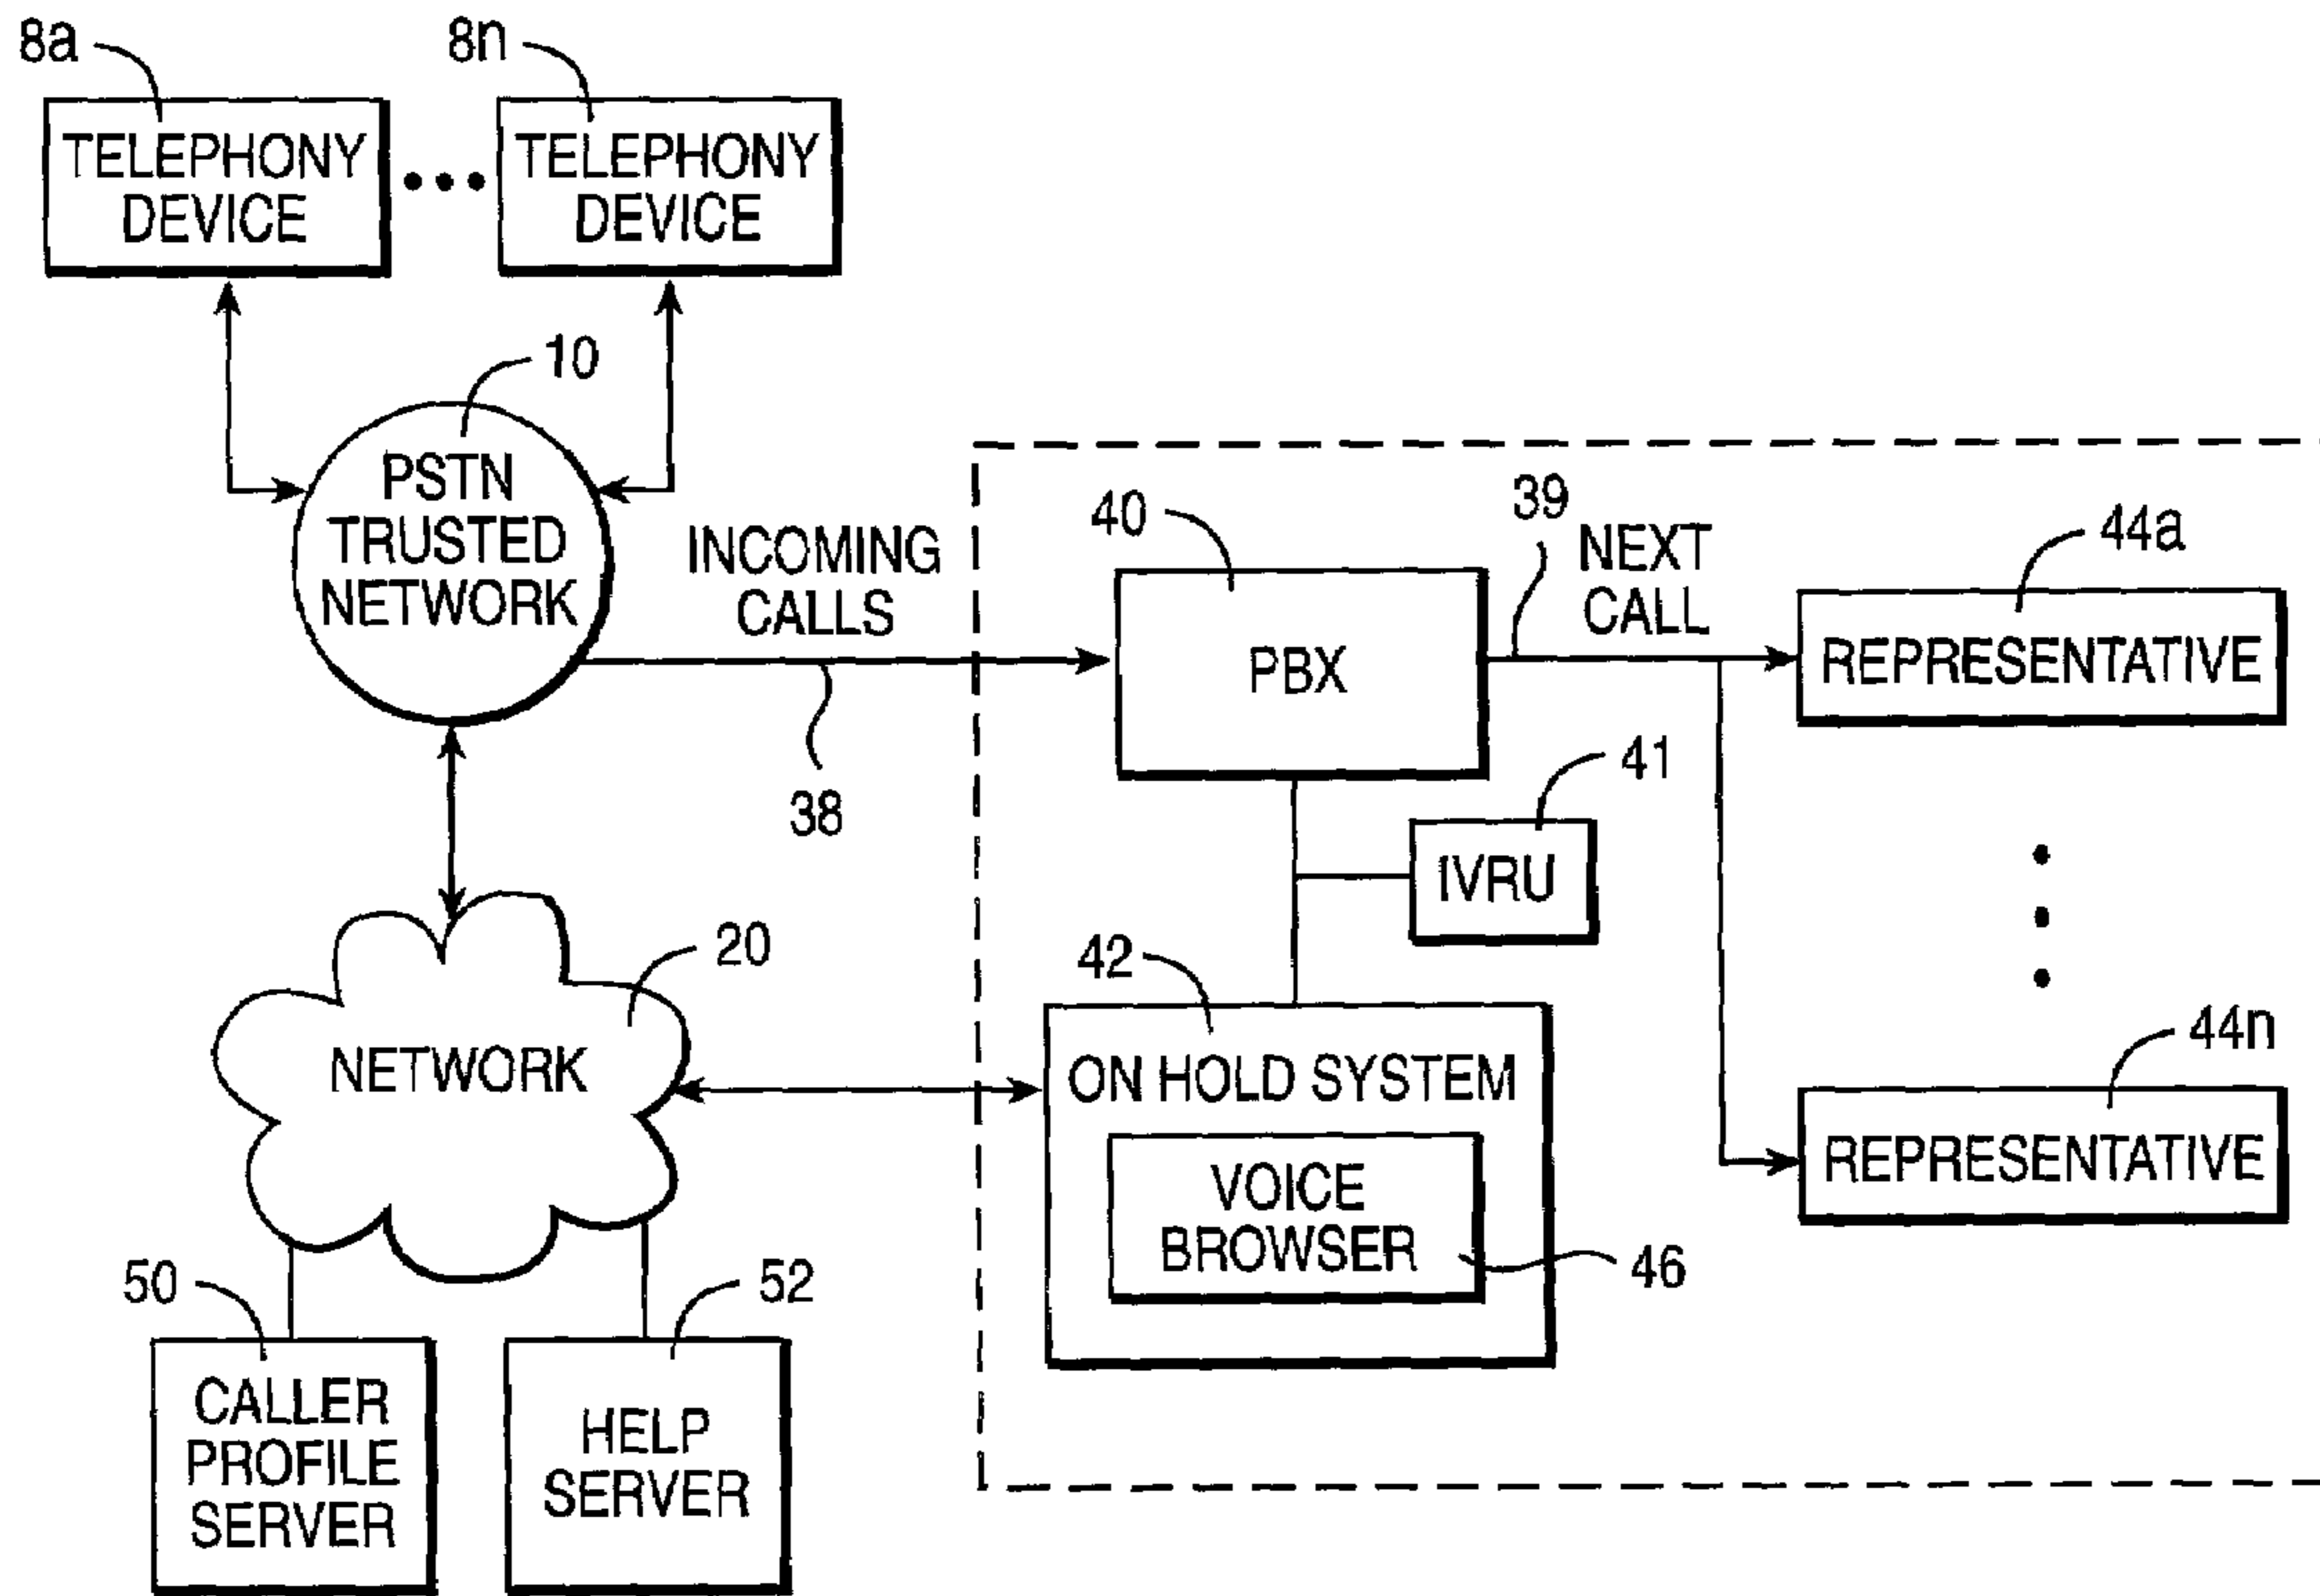 8a
8n
TELEPHONY
DEVICE
TELEPHONY
DEVICE
10
PSTN
TRUSTED
NETWORK
INCOMING
CALLS
38
40
PBX
39
NEXT
CALL
44a
REPRESENTATIVE
41
IVRU
42
ON HOLD SYSTEM
VOICE
BROWSER
46
44n
REPRESENTATIVE
20
NETWORK
50
CALLER
PROFILE
SERVER
52
HELP
SERVER